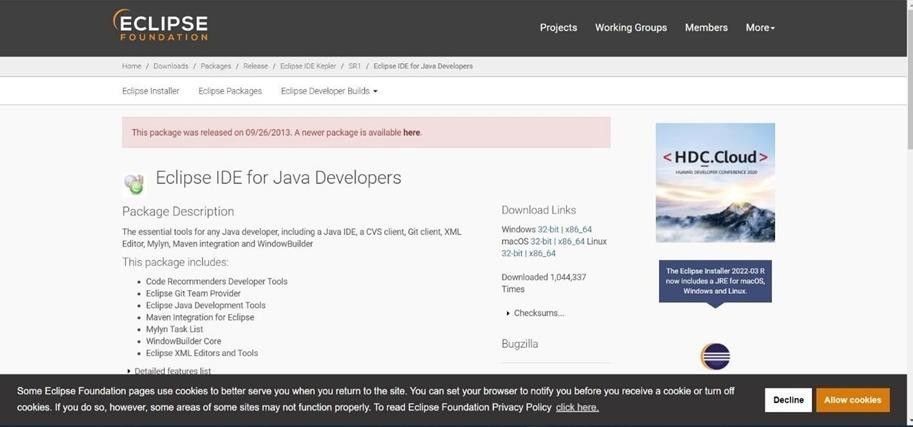 ECLIPSE
FOUNDATION
Projects Working Groups Members More
Home / Downloads / Packages / Release / Eclipse IDE Kepler / SR1 / Eclipse IDE for Java Developers
Eclipse Installer Eclipse Packages Eclipse Developer Builds
This package was released on 09/26/2013. A newer package is available here.
Eclipse IDE for Java Developers
Package Description
The essential tools for any Java developer, including a Java IDE, a CVS client, Git client, XML
Editor, Mylyn, Maven integration and WindowBuilder
This package includes:
Code Recommenders Developer Tools
Eclipse Git Team Provider
Eclipse Java Development Tools
Maven Integration for Eclipse
Mylyn Task List
WindowBuilder Core
Eclipse XML Editors and Tools
Detailed features list
Download Links
Windows 32-bit | x86_64
macOS 32-bit | x86_64 Linux
32-bit | x86_64
Downloaded 1,044,337
Times
Checksums...
Bugzilla
<HDC.Cloud>
HUAWEI DEVELOPER CONFERENCE 2020
The Eclipse Installer 2022-03 R
now includes a JRE for macOS,
Windows and Linux.
Some Eclipse Foundation pages use cookies to better serve you when you return to the site. You can set your browser to notify you before you receive a cookie or turn off
cookies. If you do so, however, some areas of some sites may not function properly. To read Eclipse Foundation Privacy Policy click here.
Decline Allow cookies